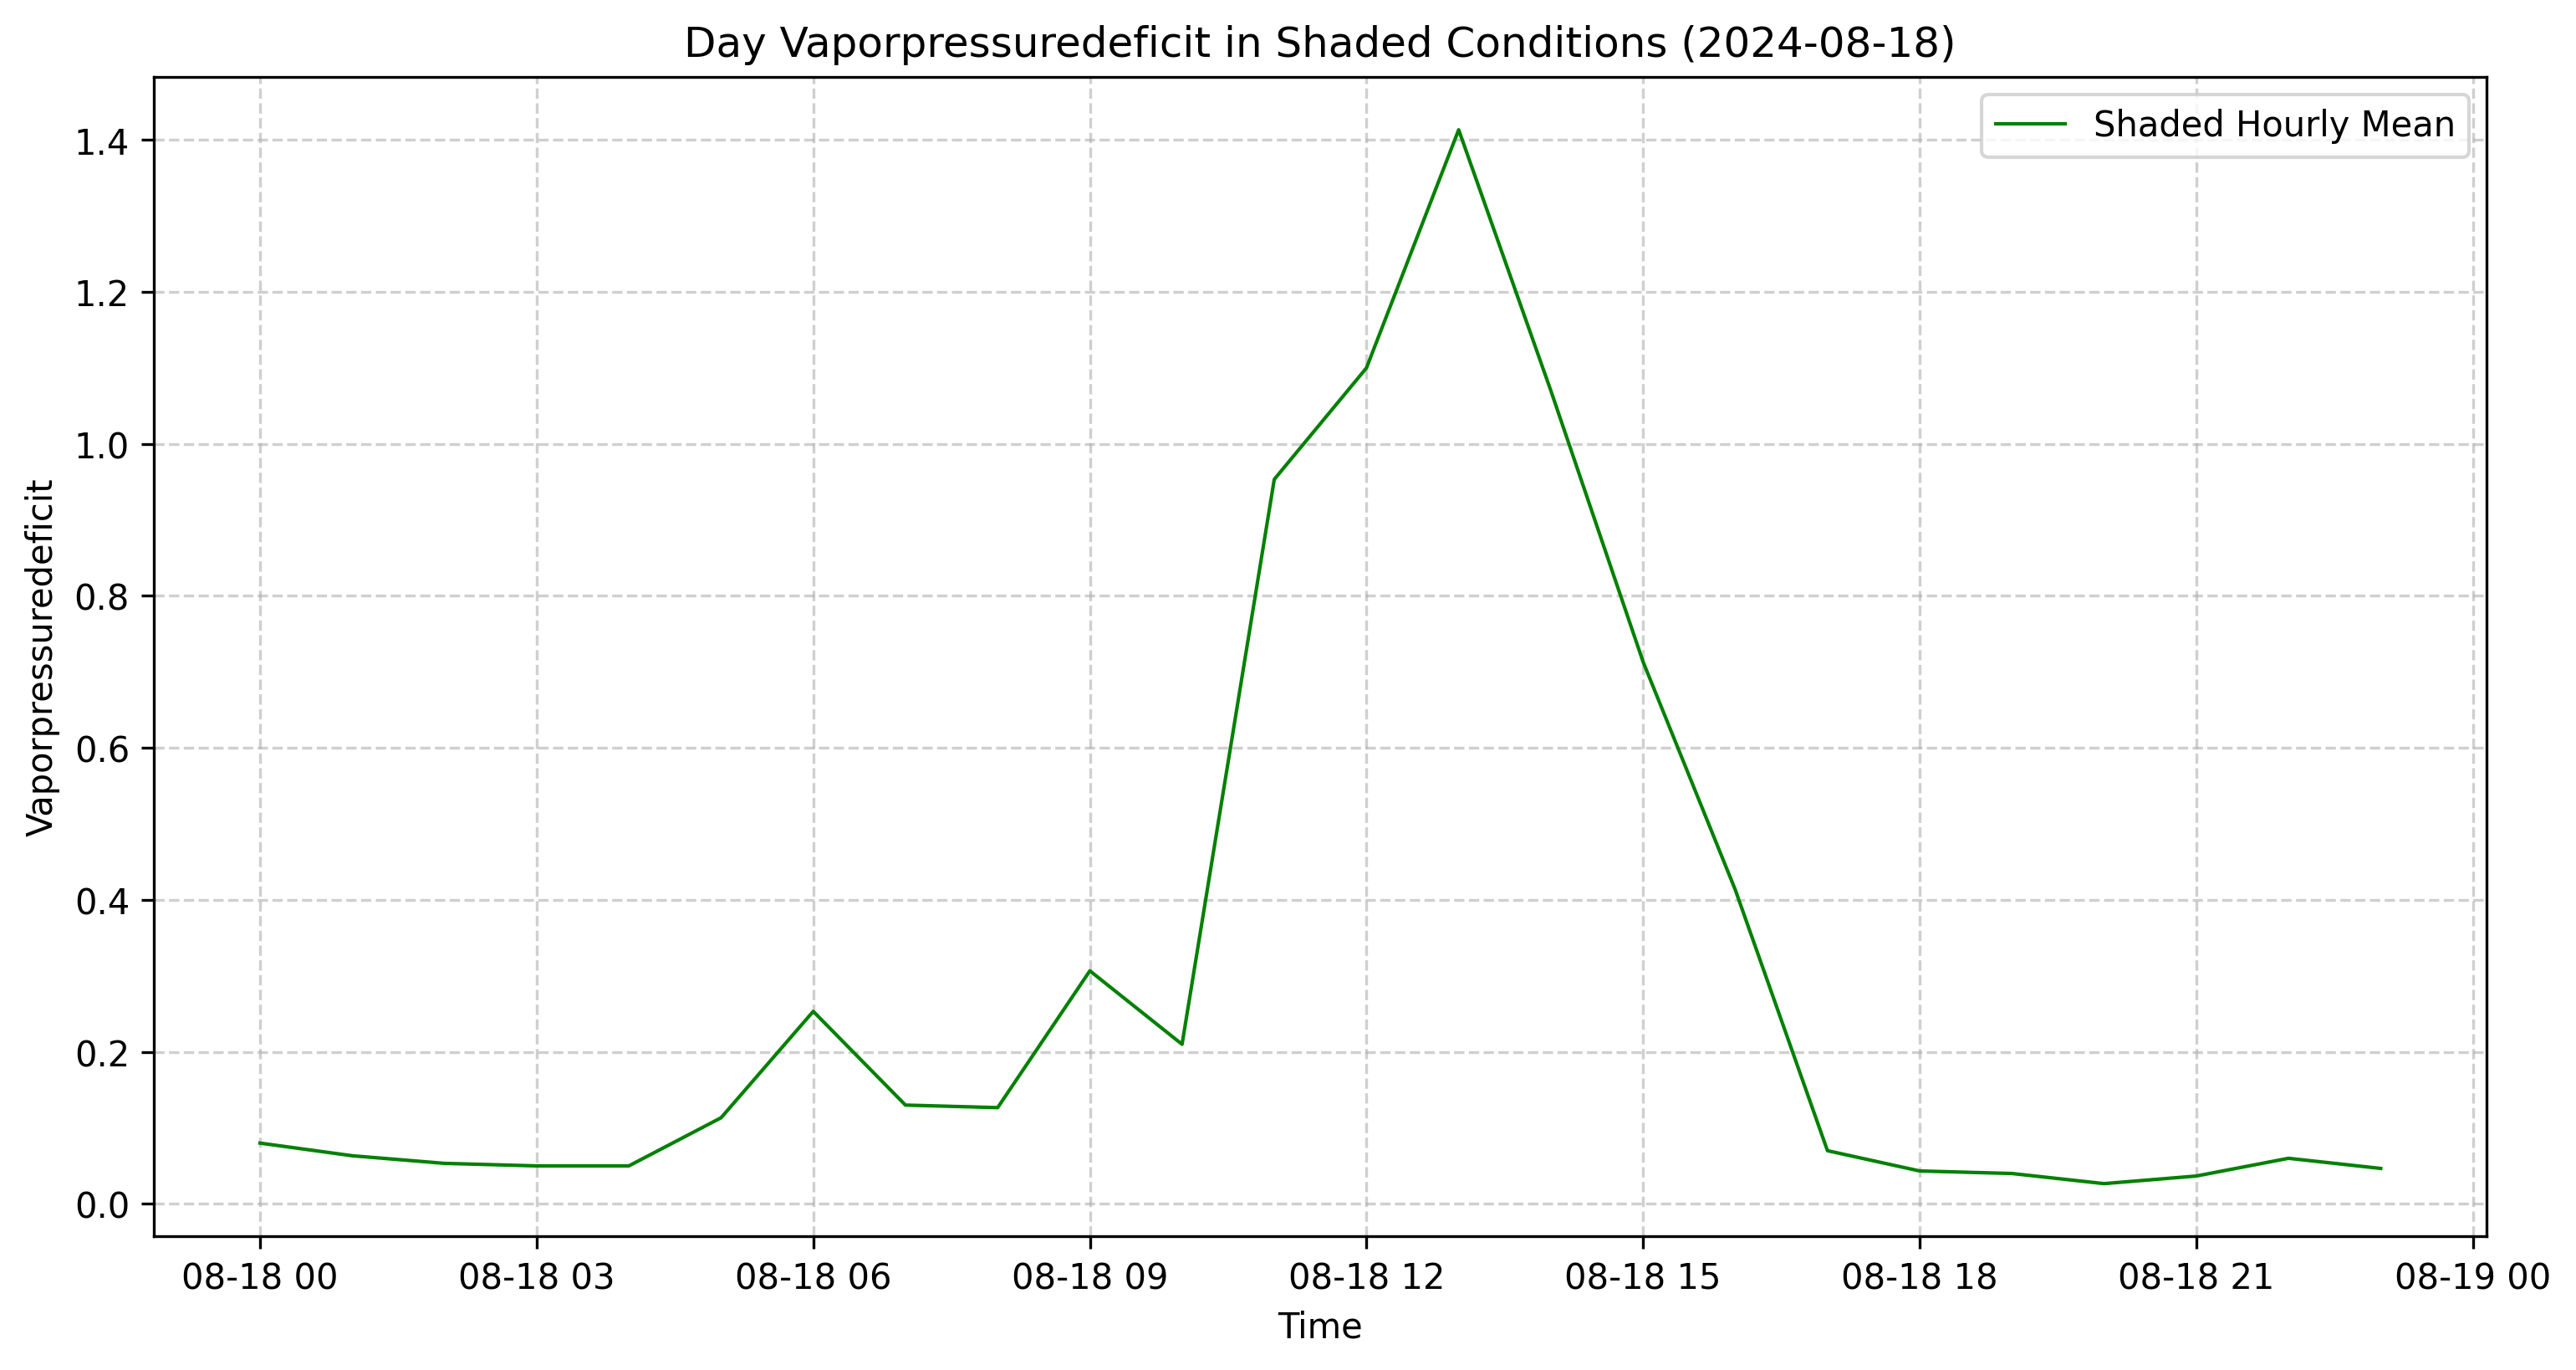 Day Vaporpressuredeficit in Shaded Conditions (2024-08-18)
Shaded Hourly Mean
Vaporpressuredeficit
1.4
1.2
1.0
0.8
0.6
0.4
0.2
0.0
08-18 00 08-18 03 08-18 06 08-18 09 08-18 12 08-18 15 08-18 18 08-18 21 08-19 00
Time